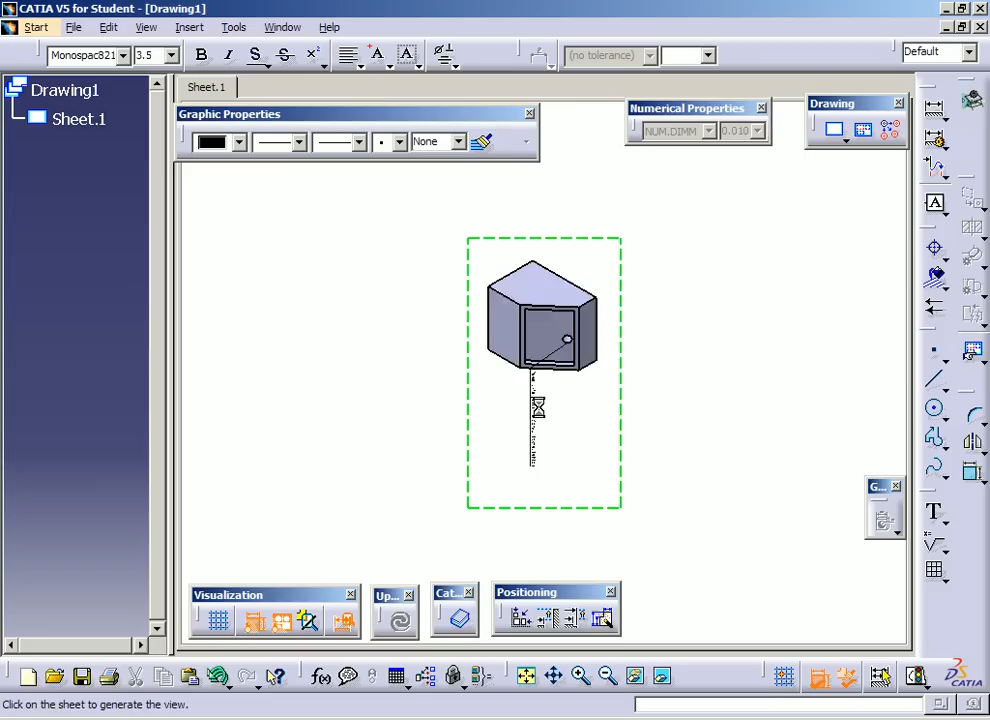 CATIA V5 for Student - [Drawing1]
Start File Edit View Insert Tools Window Help
Monospac821 3.5 B I S S x² A A (no tolerance) Default
Drawing1
Sheet.1
Sheet.1
Graphic Properties
None
Numerical Properties
NUM.DIMM 0.010
Drawing
A
T
G...
Visualization
Up...
Cat...
Positioning
f(x)
CATIA
Click on the sheet to generate the view.